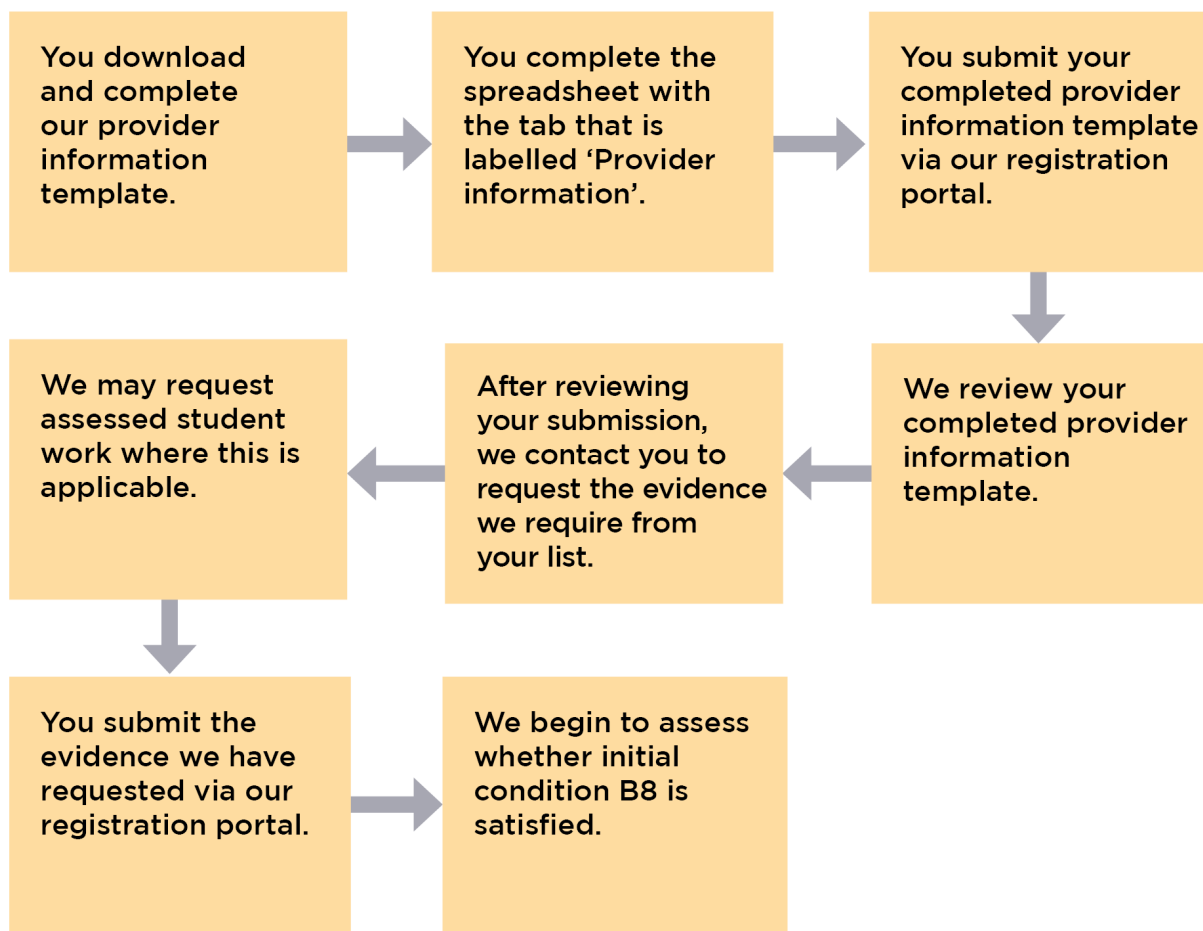 You download
and complete
our provider
information
template.
You complete the
spreadsheet with
the tab that is
labelled ‘Provider
information’.
You submit your
completed provider
information template
via our registration
portal.
We review your
completed provider
information
template.
After reviewing
your submission,
we contact you to
request the evidence
we require from
your list.
We may request
assessed student
work where this is
applicable.
You submit the
evidence we have
requested via our
registration portal.
We begin to assess
whether initial
condition B8 is
satisfied.